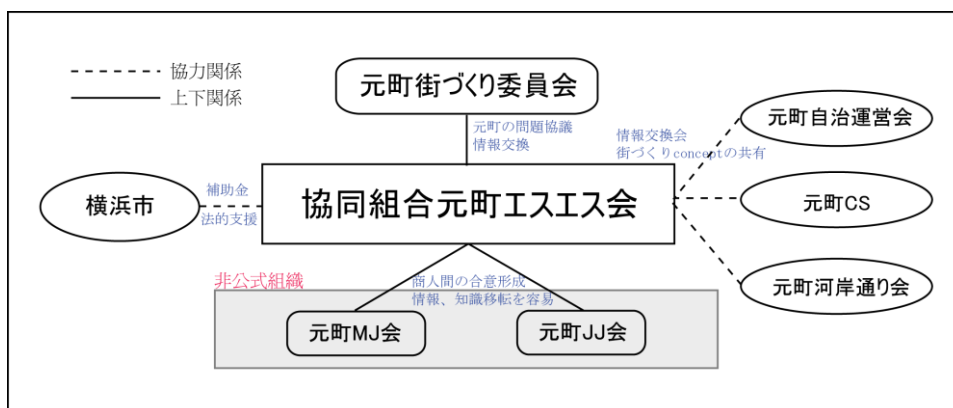 協力関係
上下関係
元町街づくり委員会
元町の問題協議
情報交換
情報交換会
街づくりconceptの共有
元町自治運営会
横浜市
補助金
法的支援
協同組合元町エスエス会
元町CS
元町河岸通り会
非公式組織
商人間の合意形成
情報、知識移転を容易
元町MJ会
元町JJ会